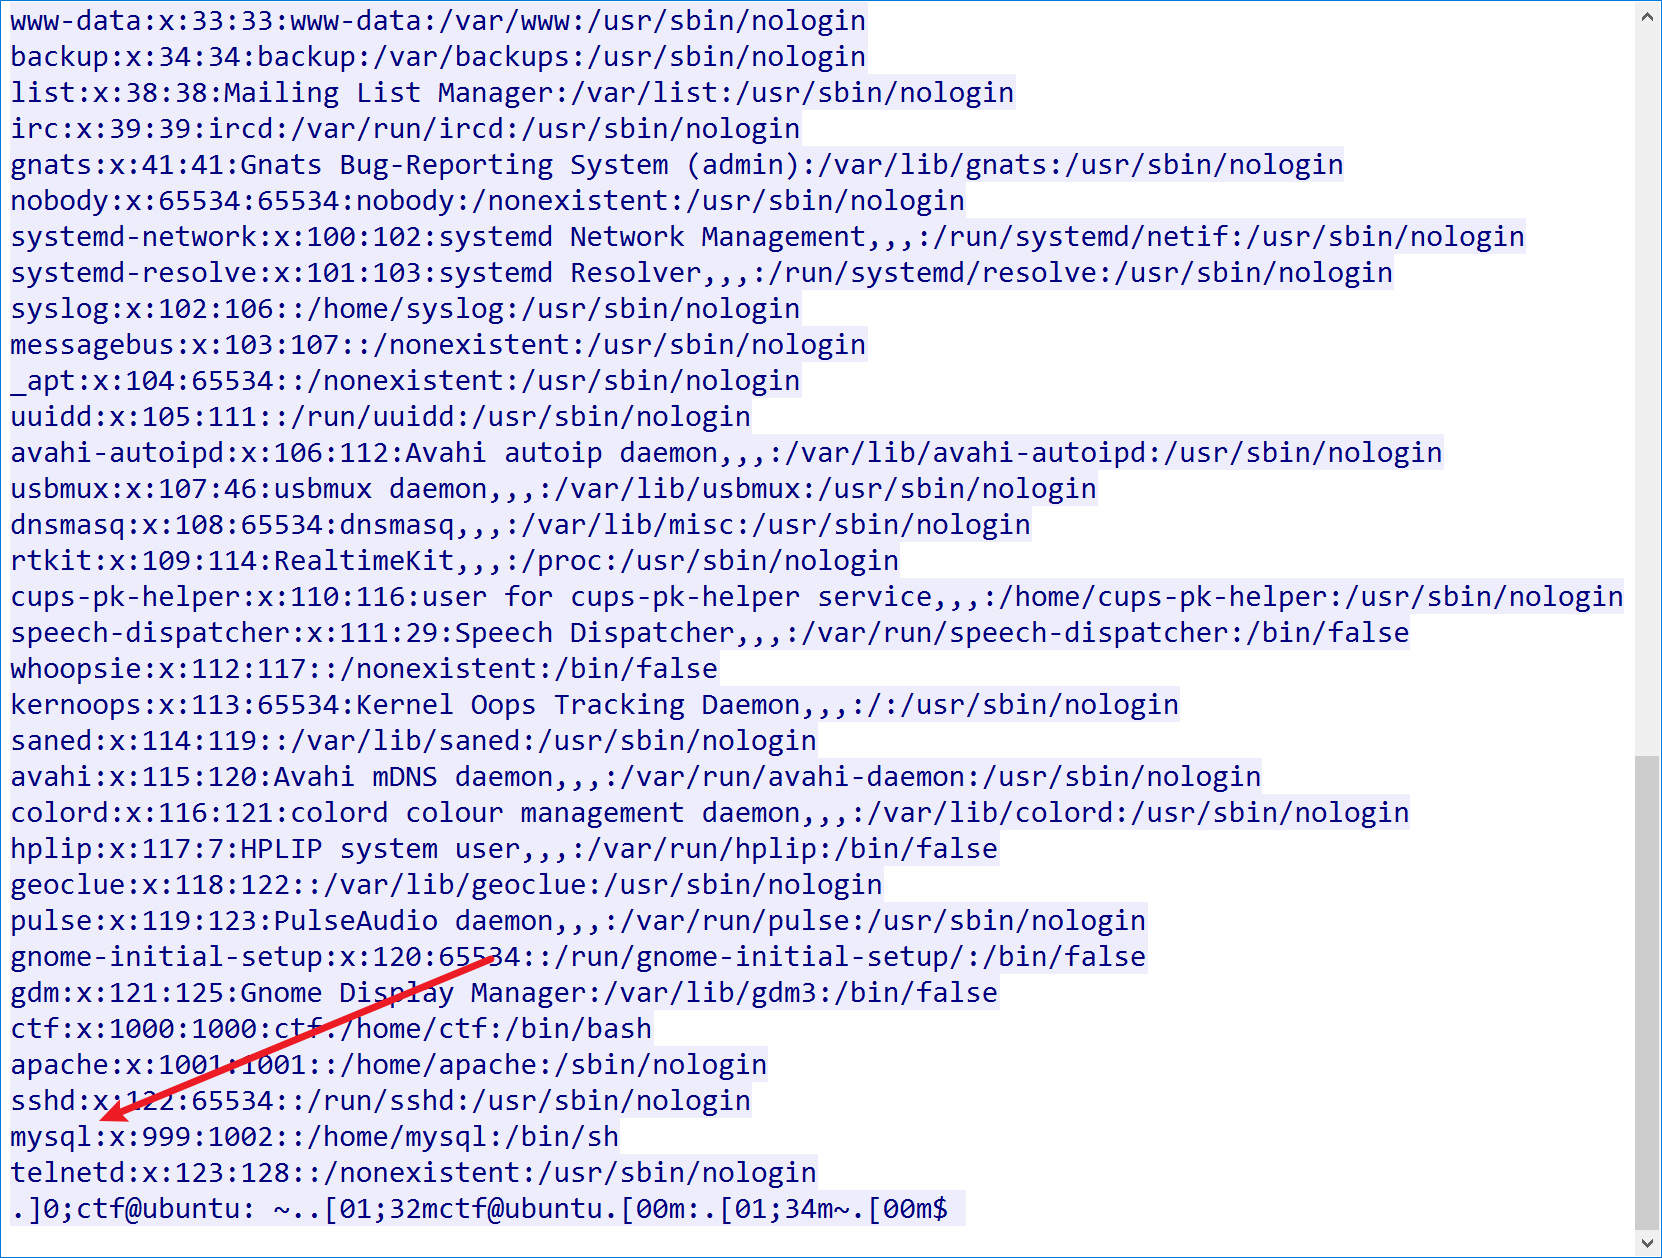 www-data:x:33:33:www-data:/var/www:/usr/sbin/nologin
backup:x:34:34:backup:/var/backups:/usr/sbin/nologin
list:x:38:38:Mailing List Manager:/var/list:/usr/sbin/nologin
irc:x:39:39:ircd:/var/run/ircd:/usr/sbin/nologin
gnats:x:41:41:Gnats Bug-Reporting System (admin):/var/lib/gnats:/usr/sbin/nologin
nobody:x:65534:65534:nobody:/nonexistent:/usr/sbin/nologin
systemd-network:x:100:102:systemd Network Management,,,:/run/systemd/netif:/usr/sbin/nologin
systemd-resolve:x:101:103:systemd Resolver,,,:/run/systemd/resolve:/usr/sbin/nologin
syslog:x:102:106::/home/syslog:/usr/sbin/nologin
messagebus:x:103:107::/nonexistent:/usr/sbin/nologin
_apt:x:104:65534::/nonexistent:/usr/sbin/nologin
uuidd:x:105:111::/run/uuidd:/usr/sbin/nologin
avahi-autoipd:x:106:112:Avahi autoip daemon,,,:/var/lib/avahi-autoipd:/usr/sbin/nologin
usbmux:x:107:46:usbmux daemon,,,:/var/lib/usbmux:/usr/sbin/nologin
dnsmasq:x:108:65534:dnsmasq,,,:/var/lib/misc:/usr/sbin/nologin
rtkit:x:109:114:RealtimeKit,,,:/proc:/usr/sbin/nologin
cups-pk-helper:x:110:116:user for cups-pk-helper service,,,:/home/cups-pk-helper:/usr/sbin/nologin
speech-dispatcher:x:111:29:Speech Dispatcher,,,:/var/run/speech-dispatcher:/bin/false
whoopsie:x:112:117::/nonexistent:/bin/false
kernoops:x:113:65534:Kernel Oops Tracking Daemon,,,:/:/usr/sbin/nologin
saned:x:114:119::/var/lib/saned:/usr/sbin/nologin
avahi:x:115:120:Avahi mDNS daemon,,,:/var/run/avahi-daemon:/usr/sbin/nologin
colord:x:116:121:colord colour management daemon,,,:/var/lib/colord:/usr/sbin/nologin
hplip:x:117:7:HPLIP system user,,,:/var/run/hplip:/bin/false
geoclue:x:118:122::/var/lib/geoclue:/usr/sbin/nologin
pulse:x:119:123:PulseAudio daemon,,,:/var/run/pulse:/usr/sbin/nologin
gnome-initial-setup:x:120:65534::/run/gnome-initial-setup/:/bin/false
gdm:x:121:125:Gnome Display Manager:/var/lib/gdm3:/bin/false
ctf:x:1000:1000:ctf:/home/ctf:/bin/bash
apache:x:1001:1001::/home/apache:/sbin/nologin
sshd:x:122:65534::/run/sshd:/usr/sbin/nologin
mysql:x:999:1002::/home/mysql:/bin/sh
telnetd:x:123:128::/nonexistent:/usr/sbin/nologin
.]0;ctf@ubuntu: ~..[01;32mctf@ubuntu.[00m:.[01;34m~.[00m$